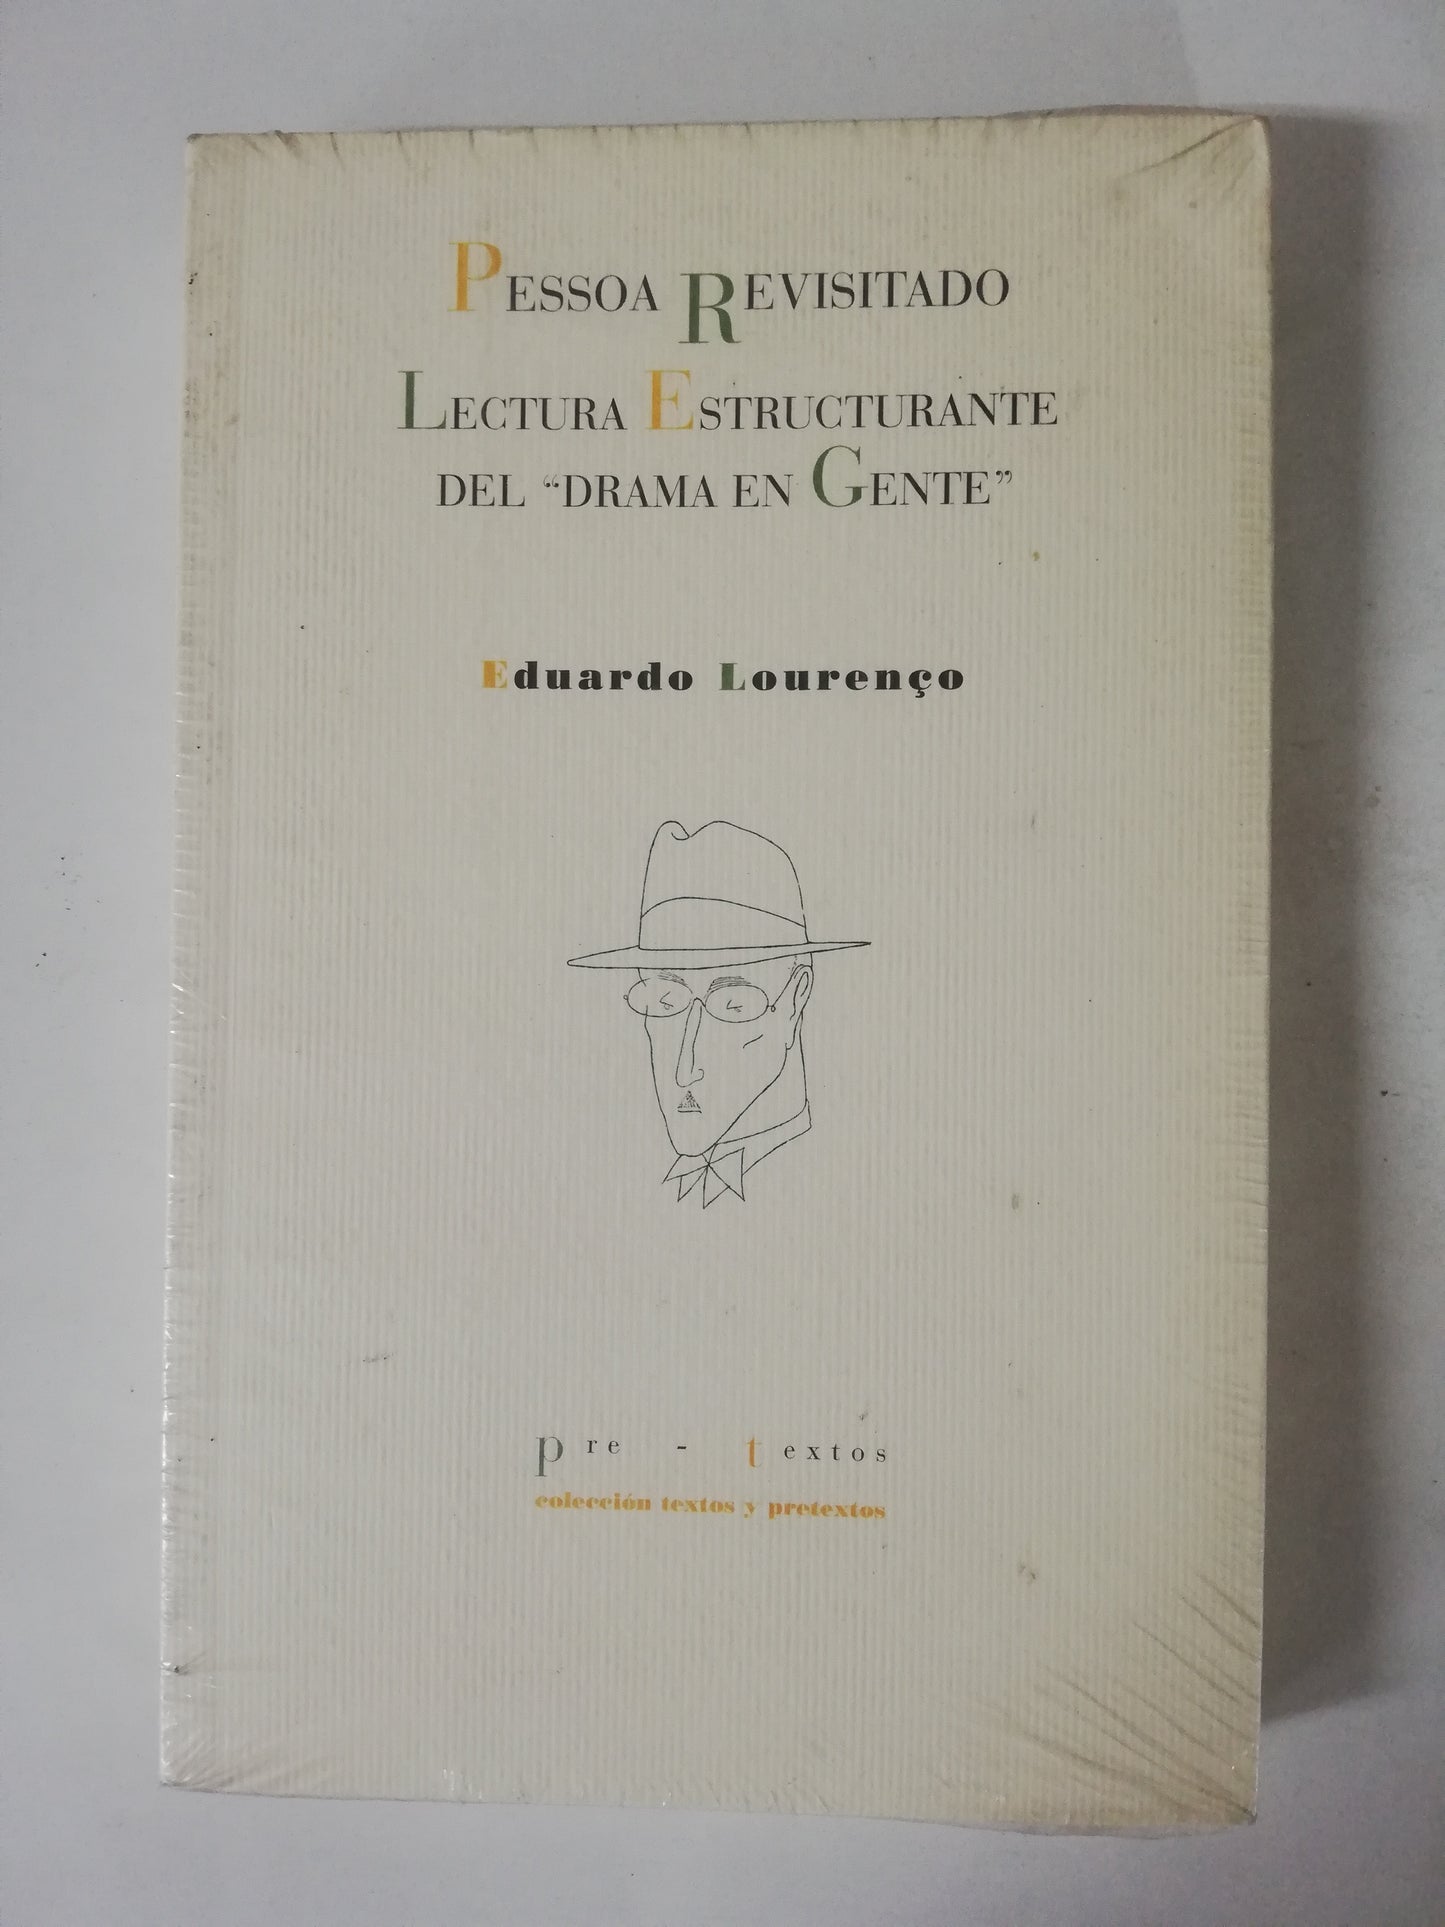 PESSOA REVISITADO
LECTURA ESTRUCTURANTE
DEL “DRAMA EN GENTE”
Eduardo Lourenço
pre - textos
colección textos y pretextos